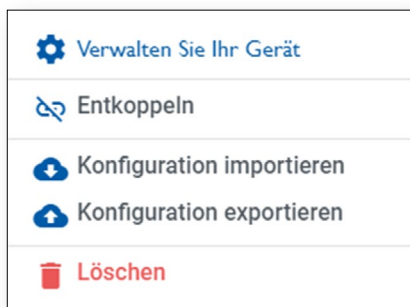 Verwalten Sie Ihr Gerät
Entkoppeln
Konfiguration importieren
Konfiguration exportieren
Löschen